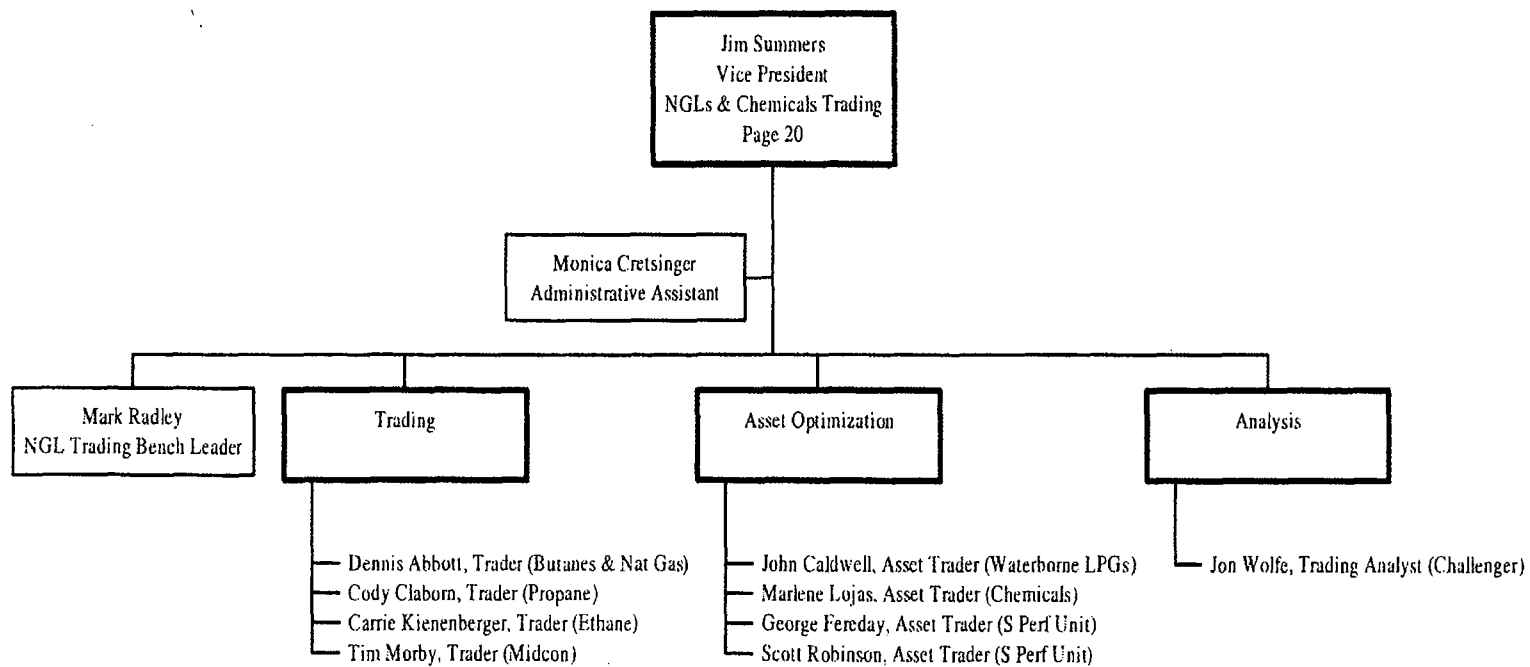 Jim Summers
Vice President
NGLs & Chemicals Trading
Page 20
Monica Cretsinger
Administrative Assistant
Mark Radley
NGL Trading Bench Leader
Trading
Asset Optimization
Analysis
Dennis Abbott, Trader (Butanes & Nat Gas)
Cody Claborn, Trader (Propane)
Carrie Kienenberger, Trader (Ethane)
Tim Morby, Trader (Midcon)
John Caldwell, Asset Trader (Waterborne LPGs)
Marlene Lojas, Asset Trader (Chemicals)
George Fereday, Asset Trader (S Perf Unit)
Scott Robinson, Asset Trader (S Perf Unit)
Jon Wolfe, Trading Analyst (Challenger)